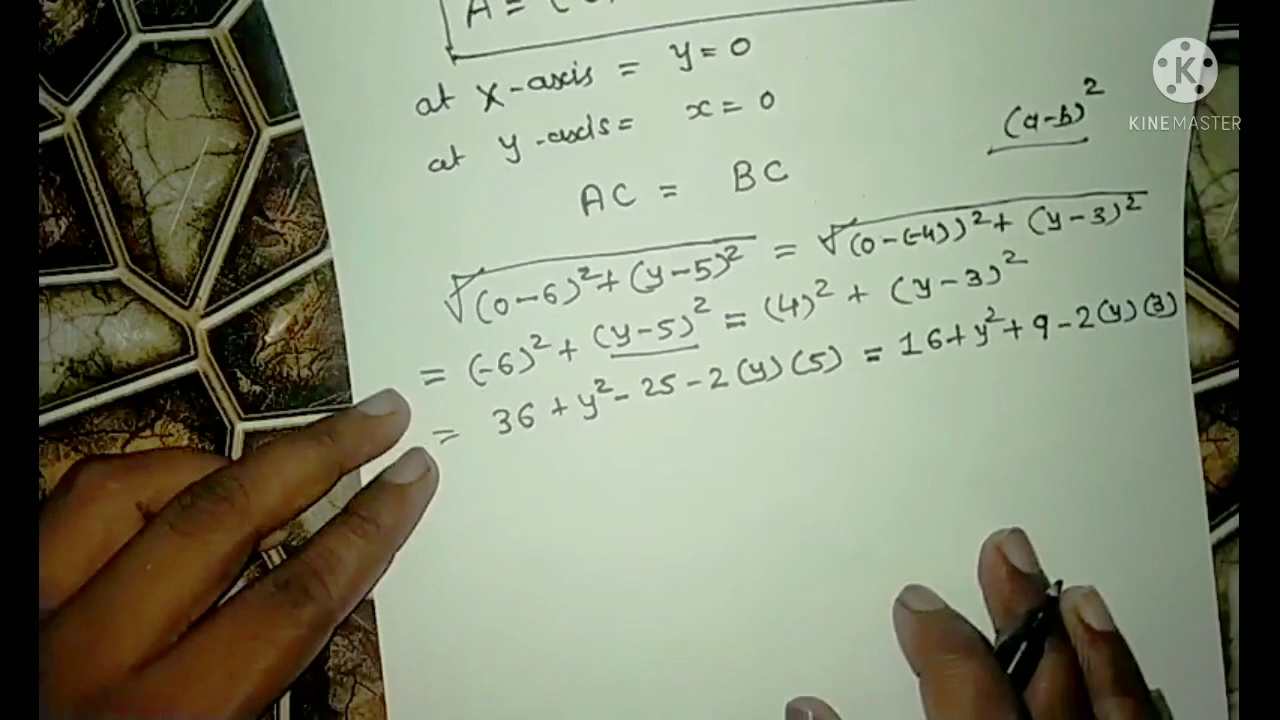 A = (
at x-axis = y = 0
at y-axis = x = 0
(a-b)²
AC = BC
√(0-6)²+(y-5)² = √(0-(-4))²+(y-3)²
= (-6)²+(y-5)² = (4)²+(y-3)²
= 36+y²-25-2(y)(5) = 16+y²+9-2(y)(3)
K
KINEMASTER